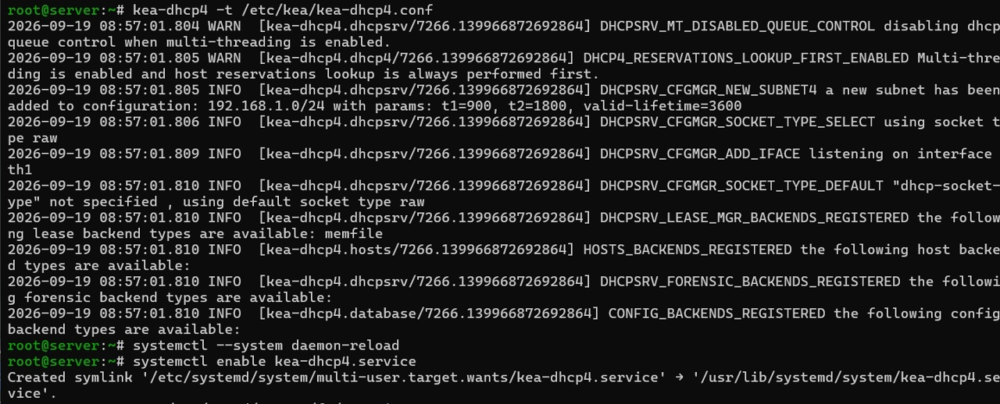 root@server:~# kea-dhcp4 -t /etc/kea/kea-dhcp4.conf
2026-09-19 08:57:01.804 WARN  [kea-dhcp4.dhcpsrv/7266.139966872692864] DHCPSRV_MT_DISABLED_QUEUE_CONTROL disabling dhcp
queue control when multi-threading is enabled.
2026-09-19 08:57:01.805 WARN  [kea-dhcp4.dhcp4/7266.139966872692864] DHCP4_RESERVATIONS_LOOKUP_FIRST_ENABLED Multi-thre
ding is enabled and host reservations lookup is always performed first.
2026-09-19 08:57:01.805 INFO  [kea-dhcp4.dhcpsrv/7266.139966872692864] DHCPSRV_CFGMGR_NEW_SUBNET4 a new subnet has been
added to configuration: 192.168.1.0/24 with params: t1=900, t2=1800, valid-lifetime=3600
2026-09-19 08:57:01.806 INFO  [kea-dhcp4.dhcpsrv/7266.139966872692864] DHCPSRV_CFGMGR_SOCKET_TYPE_SELECT using socket t
pe raw
2026-09-19 08:57:01.809 INFO  [kea-dhcp4.dhcpsrv/7266.139966872692864] DHCPSRV_CFGMGR_ADD_IFACE listening on interface
th1
2026-09-19 08:57:01.810 INFO  [kea-dhcp4.dhcpsrv/7266.139966872692864] DHCPSRV_CFGMGR_SOCKET_TYPE_DEFAULT "dhcp-socket-
ype" not specified , using default socket type raw
2026-09-19 08:57:01.810 INFO  [kea-dhcp4.dhcpsrv/7266.139966872692864] DHCPSRV_LEASE_MGR_BACKENDS_REGISTERED the follow
ng lease backend types are available: memfile
2026-09-19 08:57:01.810 INFO  [kea-dhcp4.hosts/7266.139966872692864] HOSTS_BACKENDS_REGISTERED the following host backe
d types are available:
2026-09-19 08:57:01.810 INFO  [kea-dhcp4.dhcpsrv/7266.139966872692864] DHCPSRV_FORENSIC_BACKENDS_REGISTERED the followi
g forensic backend types are available:
2026-09-19 08:57:01.810 INFO  [kea-dhcp4.database/7266.139966872692864] CONFIG_BACKENDS_REGISTERED the following config
backend types are available:
root@server:~# systemctl --system daemon-reload
root@server:~# systemctl enable kea-dhcp4.service
Created symlink '/etc/systemd/system/multi-user.target.wants/kea-dhcp4.service' → '/usr/lib/systemd/system/kea-dhcp4.se
vice'.